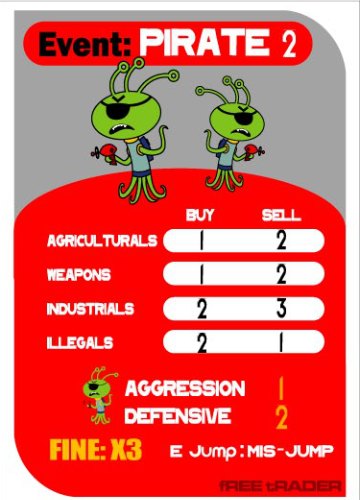 Event: PIRATE 2
BUY SELL
AGRICULTURALS 1 2
WEAPONS 1 2
INDUSTRIALS 2 3
ILLEGALS 2 1
AGGRESSION 1
DEFENSIVE 2
FINE: X3 E Jump: MIS-JUMP
fREE tRADER